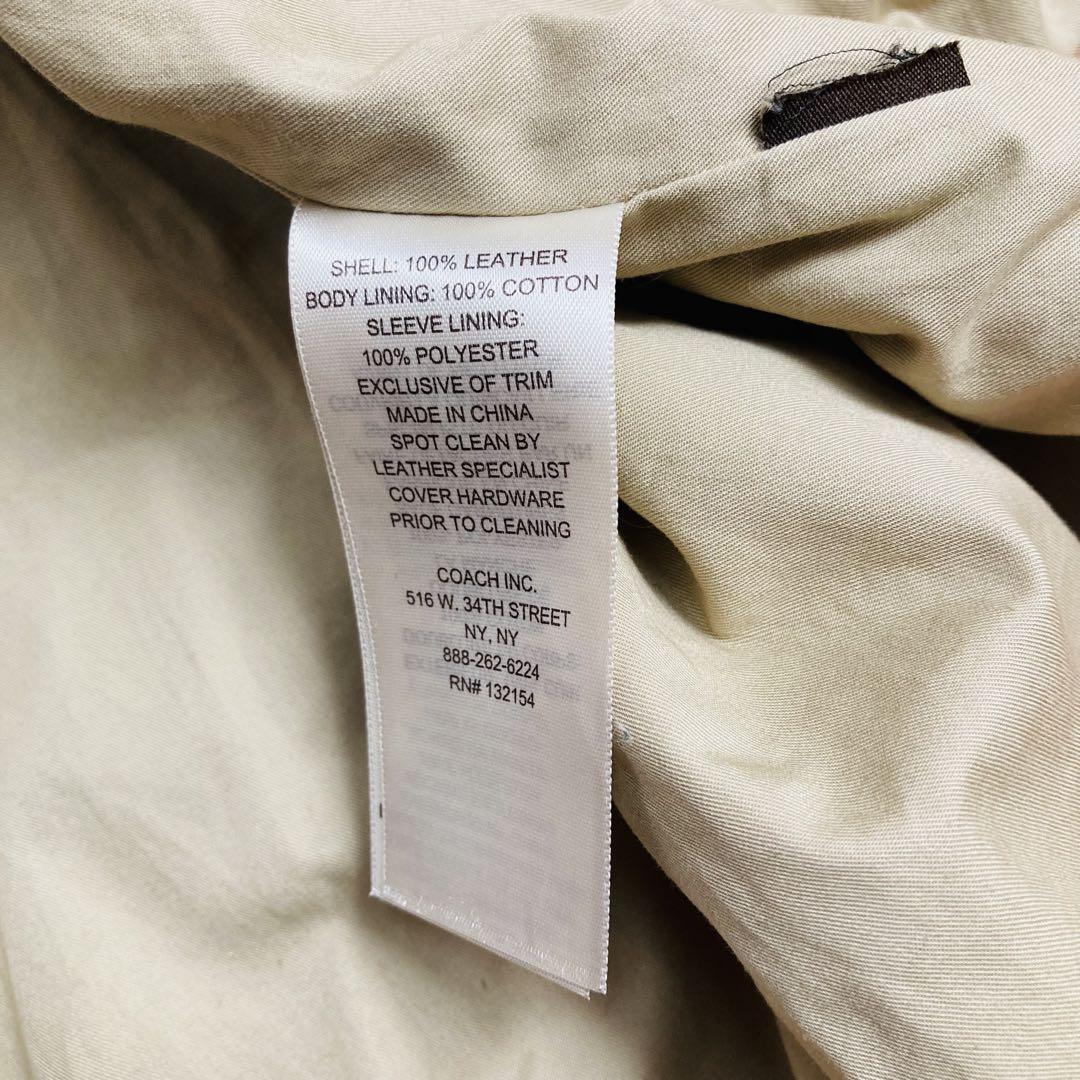 SHELL: 100% LEATHER
BODY LINING: 100% COTTON
SLEEVE LINING:
100% POLYESTER
EXCLUSIVE OF TRIM
MADE IN CHINA
SPOT CLEAN BY
LEATHER SPECIALIST
COVER HARDWARE
PRIOR TO CLEANING
COACH INC.
516 W. 34TH STREET
NY, NY
888-262-6224
RN# 132154